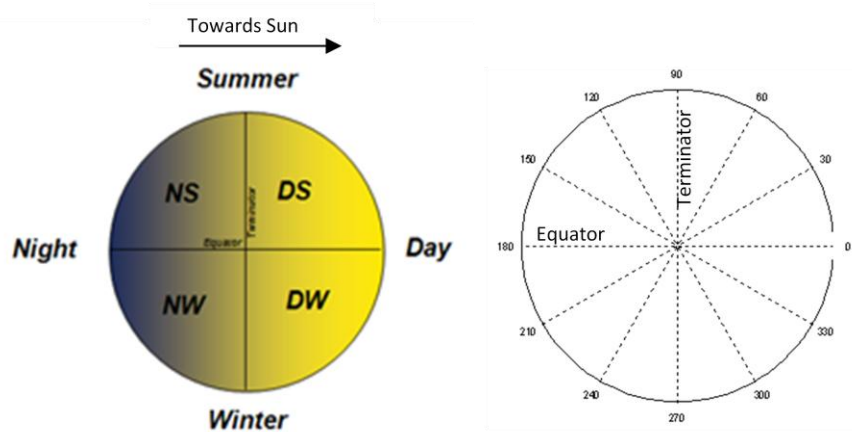 Towards Sun
Summer
NS
DS
Terminator
Equator
Night
Day
NW
DW
Winter
90
120
60
150
30
Terminator
Equator
180
0
210
330
240
300
270